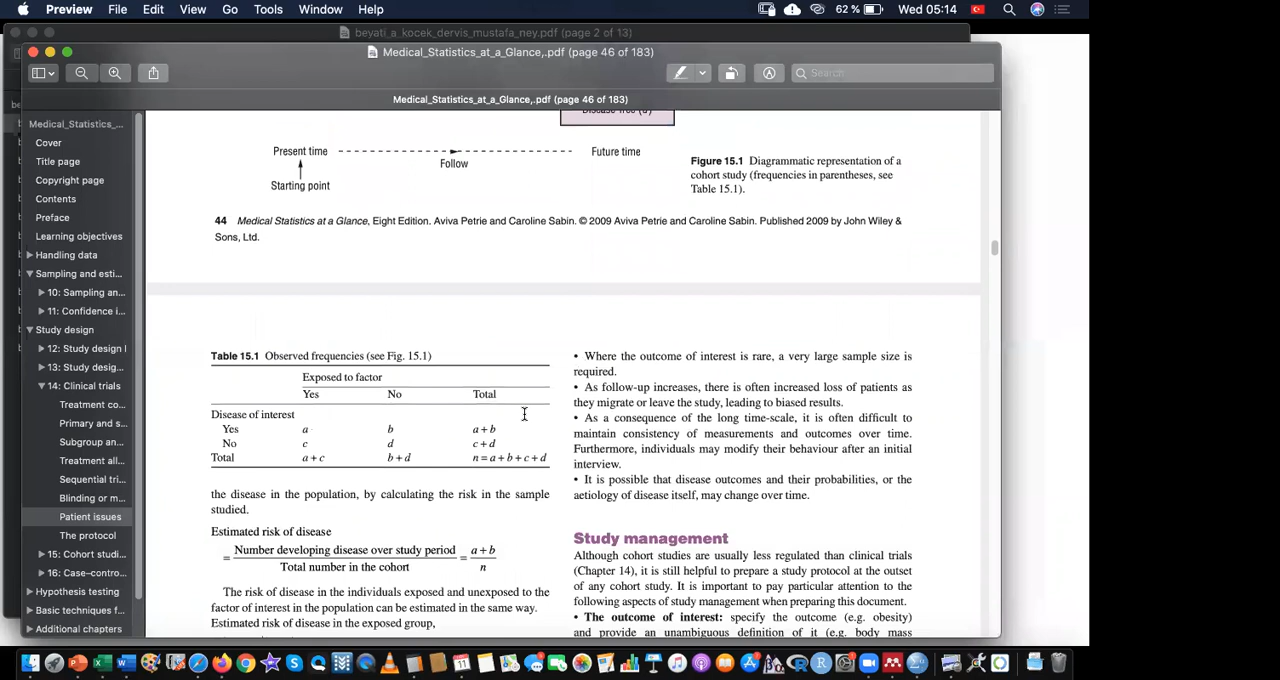 Preview File Edit View Go Tools Window Help 62 % Wed 05:14
beyati_a_kocek_dervis_mustafa_ney.pdf (page 2 of 13)
Medical_Statistics_at_a_Glance,.pdf (page 46 of 183)
Search
Medical_Statistics_at_a_Glance,.pdf (page 46 of 183)
Medical_Statistics_...
Cover
Title page
Copyright page
Contents
Preface
Learning objectives
Handling data
Sampling and esti...
10: Sampling an...
11: Confidence i...
Study design
12: Study design I
13: Study desig...
14: Clinical trials
Treatment co...
Primary and s...
Subgroup an...
Treatment all...
Sequential tri...
Blinding or m...
Patient issues
The protocol
15: Cohort studi...
16: Case–contro...
Hypothesis testing
Basic techniques f...
Additional chapters
Disease free (d)
Present time
Follow
Future time
Starting point
Figure 15.1 Diagrammatic representation of a
cohort study (frequencies in parentheses, see
Table 15.1).
44 Medical Statistics at a Glance, Eight Edition. Aviva Petrie and Caroline Sabin. © 2009 Aviva Petrie and Caroline Sabin. Published 2009 by John Wiley &
Sons, Ltd.
Table 15.1 Observed frequencies (see Fig. 15.1)
Exposed to factor
Yes No Total
Disease of interest
Yes a b a + b
No c d c + d
Total a + c b + d n = a + b + c + d
the disease in the population, by calculating the risk in the sample
studied.
Estimated risk of disease
= Number developing disease over study period / Total number in the cohort = a + b / n
The risk of disease in the individuals exposed and unexposed to the
factor of interest in the population can be estimated in the same way.
Estimated risk of disease in the exposed group,
• Where the outcome of interest is rare, a very large sample size is
required.
• As follow-up increases, there is often increased loss of patients as
they migrate or leave the study, leading to biased results.
• As a consequence of the long time-scale, it is often difficult to
maintain consistency of measurements and outcomes over time.
Furthermore, individuals may modify their behaviour after an initial
interview.
• It is possible that disease outcomes and their probabilities, or the
aetiology of disease itself, may change over time.
Study management
Although cohort studies are usually less regulated than clinical trials
(Chapter 14), it is still helpful to prepare a study protocol at the outset
of any cohort study. It is important to pay particular attention to the
following aspects of study management when preparing this document.
• The outcome of interest: specify the outcome (e.g. obesity)
and provide an unambiguous definition of it (e.g. body mass